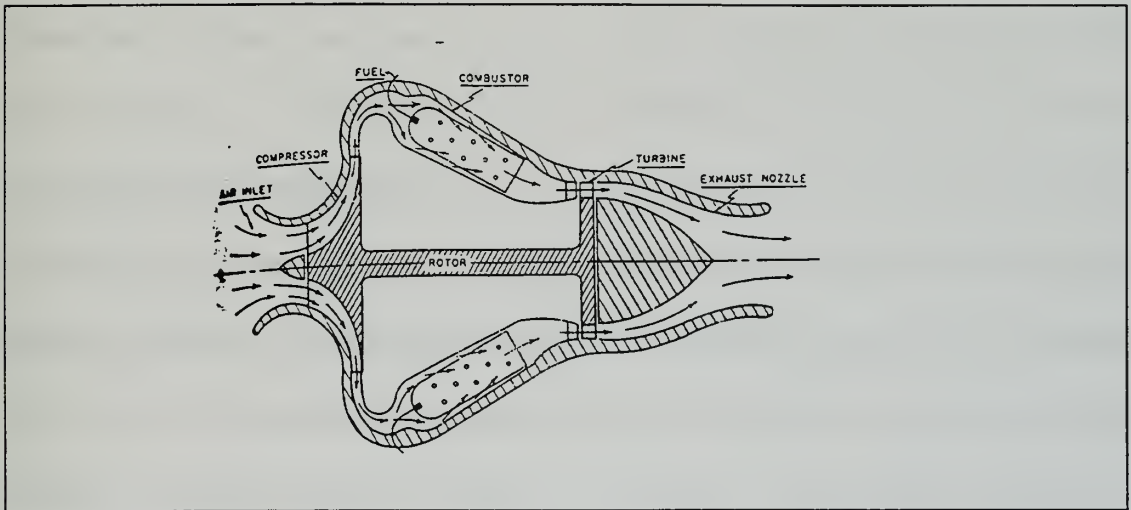 FUEL
COMBUSTOR
COMPRESSOR
TURBINE
AIR INLET
EXHAUST NOZZLE
ROTOR